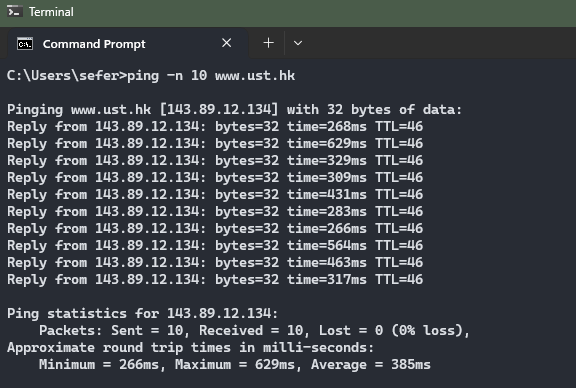 Terminal
Command Prompt
C:\Users\sefer>ping -n 10 www.ust.hk
Pinging www.ust.hk [143.89.12.134] with 32 bytes of data:
Reply from 143.89.12.134: bytes=32 time=268ms TTL=46
Reply from 143.89.12.134: bytes=32 time=629ms TTL=46
Reply from 143.89.12.134: bytes=32 time=329ms TTL=46
Reply from 143.89.12.134: bytes=32 time=309ms TTL=46
Reply from 143.89.12.134: bytes=32 time=431ms TTL=46
Reply from 143.89.12.134: bytes=32 time=283ms TTL=46
Reply from 143.89.12.134: bytes=32 time=266ms TTL=46
Reply from 143.89.12.134: bytes=32 time=564ms TTL=46
Reply from 143.89.12.134: bytes=32 time=463ms TTL=46
Reply from 143.89.12.134: bytes=32 time=317ms TTL=46
Ping statistics for 143.89.12.134:
    Packets: Sent = 10, Received = 10, Lost = 0 (0% loss),
Approximate round trip times in milli-seconds:
    Minimum = 266ms, Maximum = 629ms, Average = 385ms